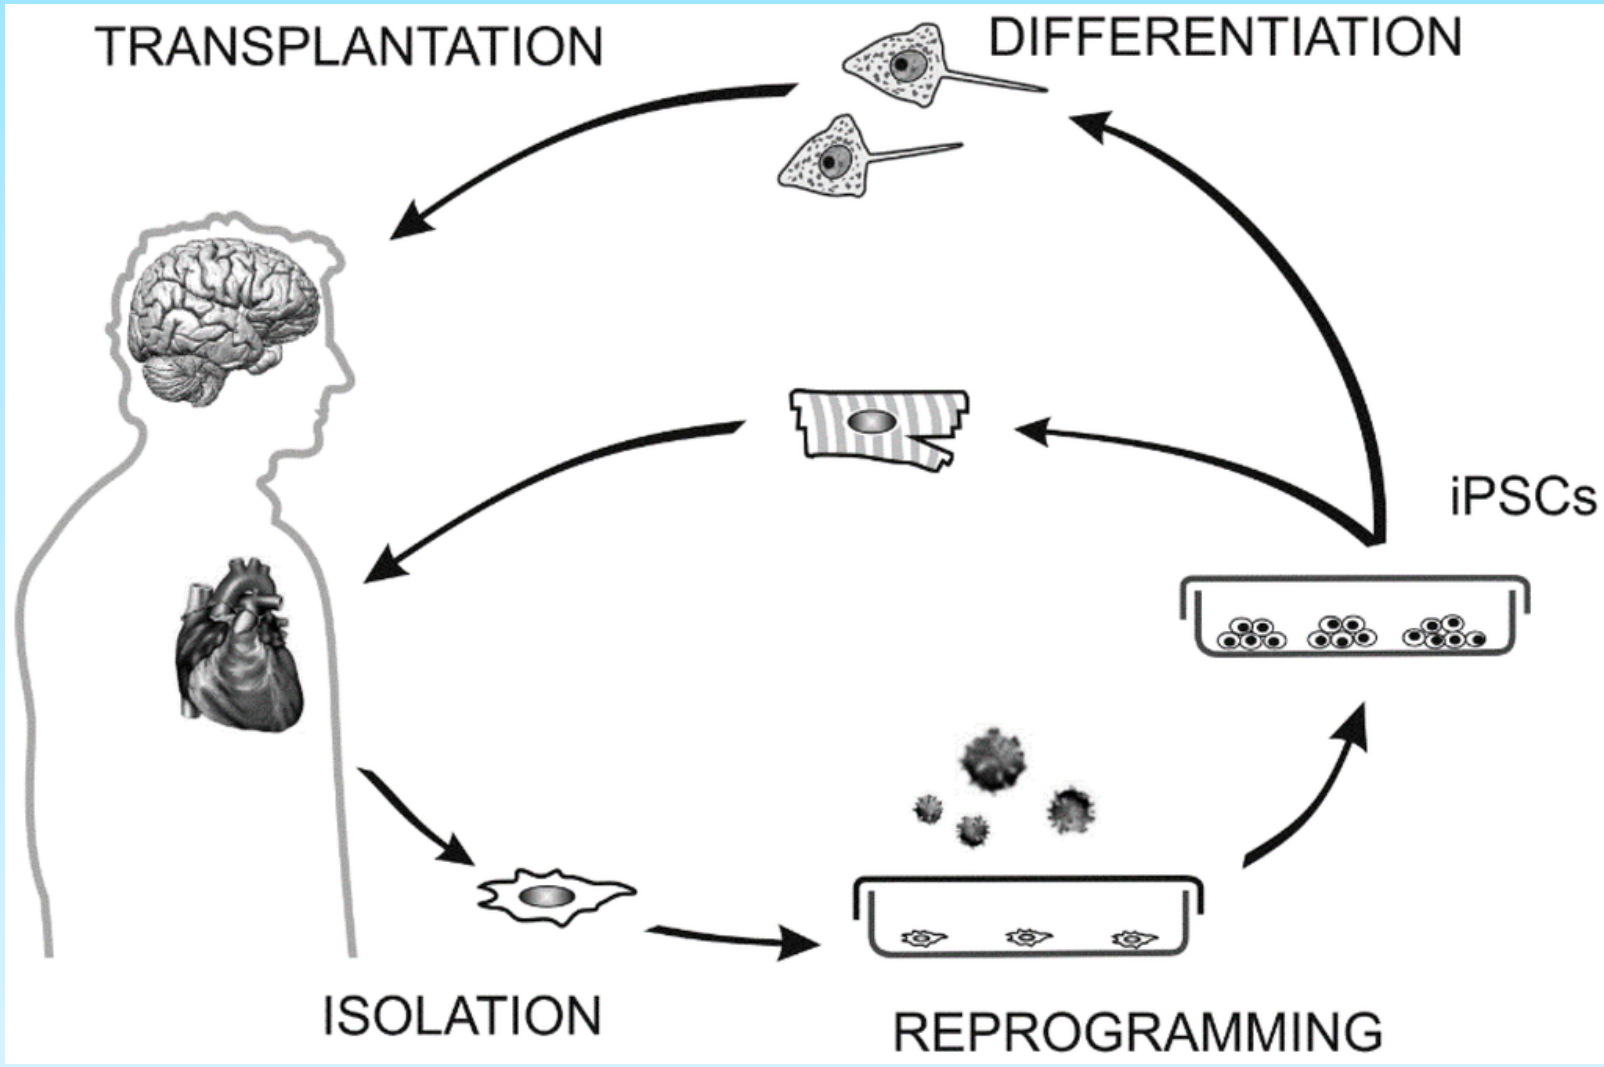 TRANSPLANTATION
DIFFERENTIATION
iPSCs
ISOLATION
REPROGRAMMING